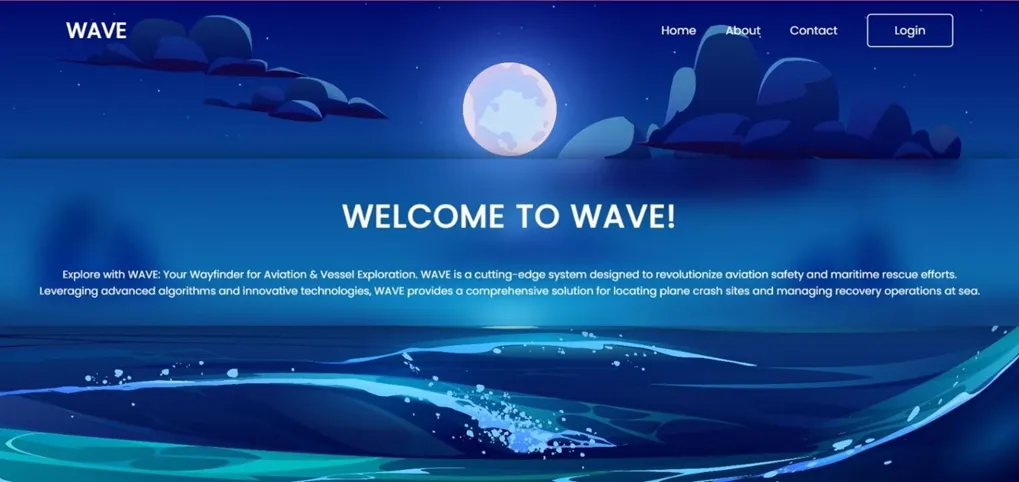 WAVE
Home
About
Contact
Login
WELCOME TO WAVE!
Explore with WAVE: Your Wayfinder for Aviation & Vessel Exploration. WAVE is a cutting-edge system designed to revolutionize aviation safety and maritime rescue efforts.
Leveraging advanced algorithms and innovative technologies, WAVE provides a comprehensive solution for locating plane crash sites and managing recovery operations at sea.